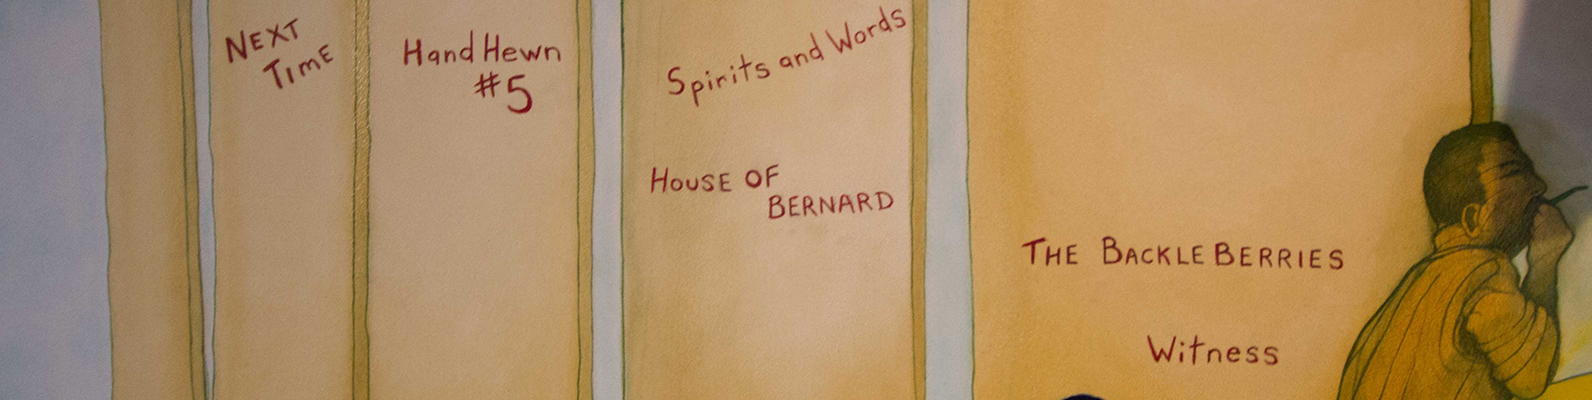 NEXT
TIME
Hand Hewn
#5
Spirits and Words
HOUSE OF
BERNARD
THE BACKLEBERRIES
Witness